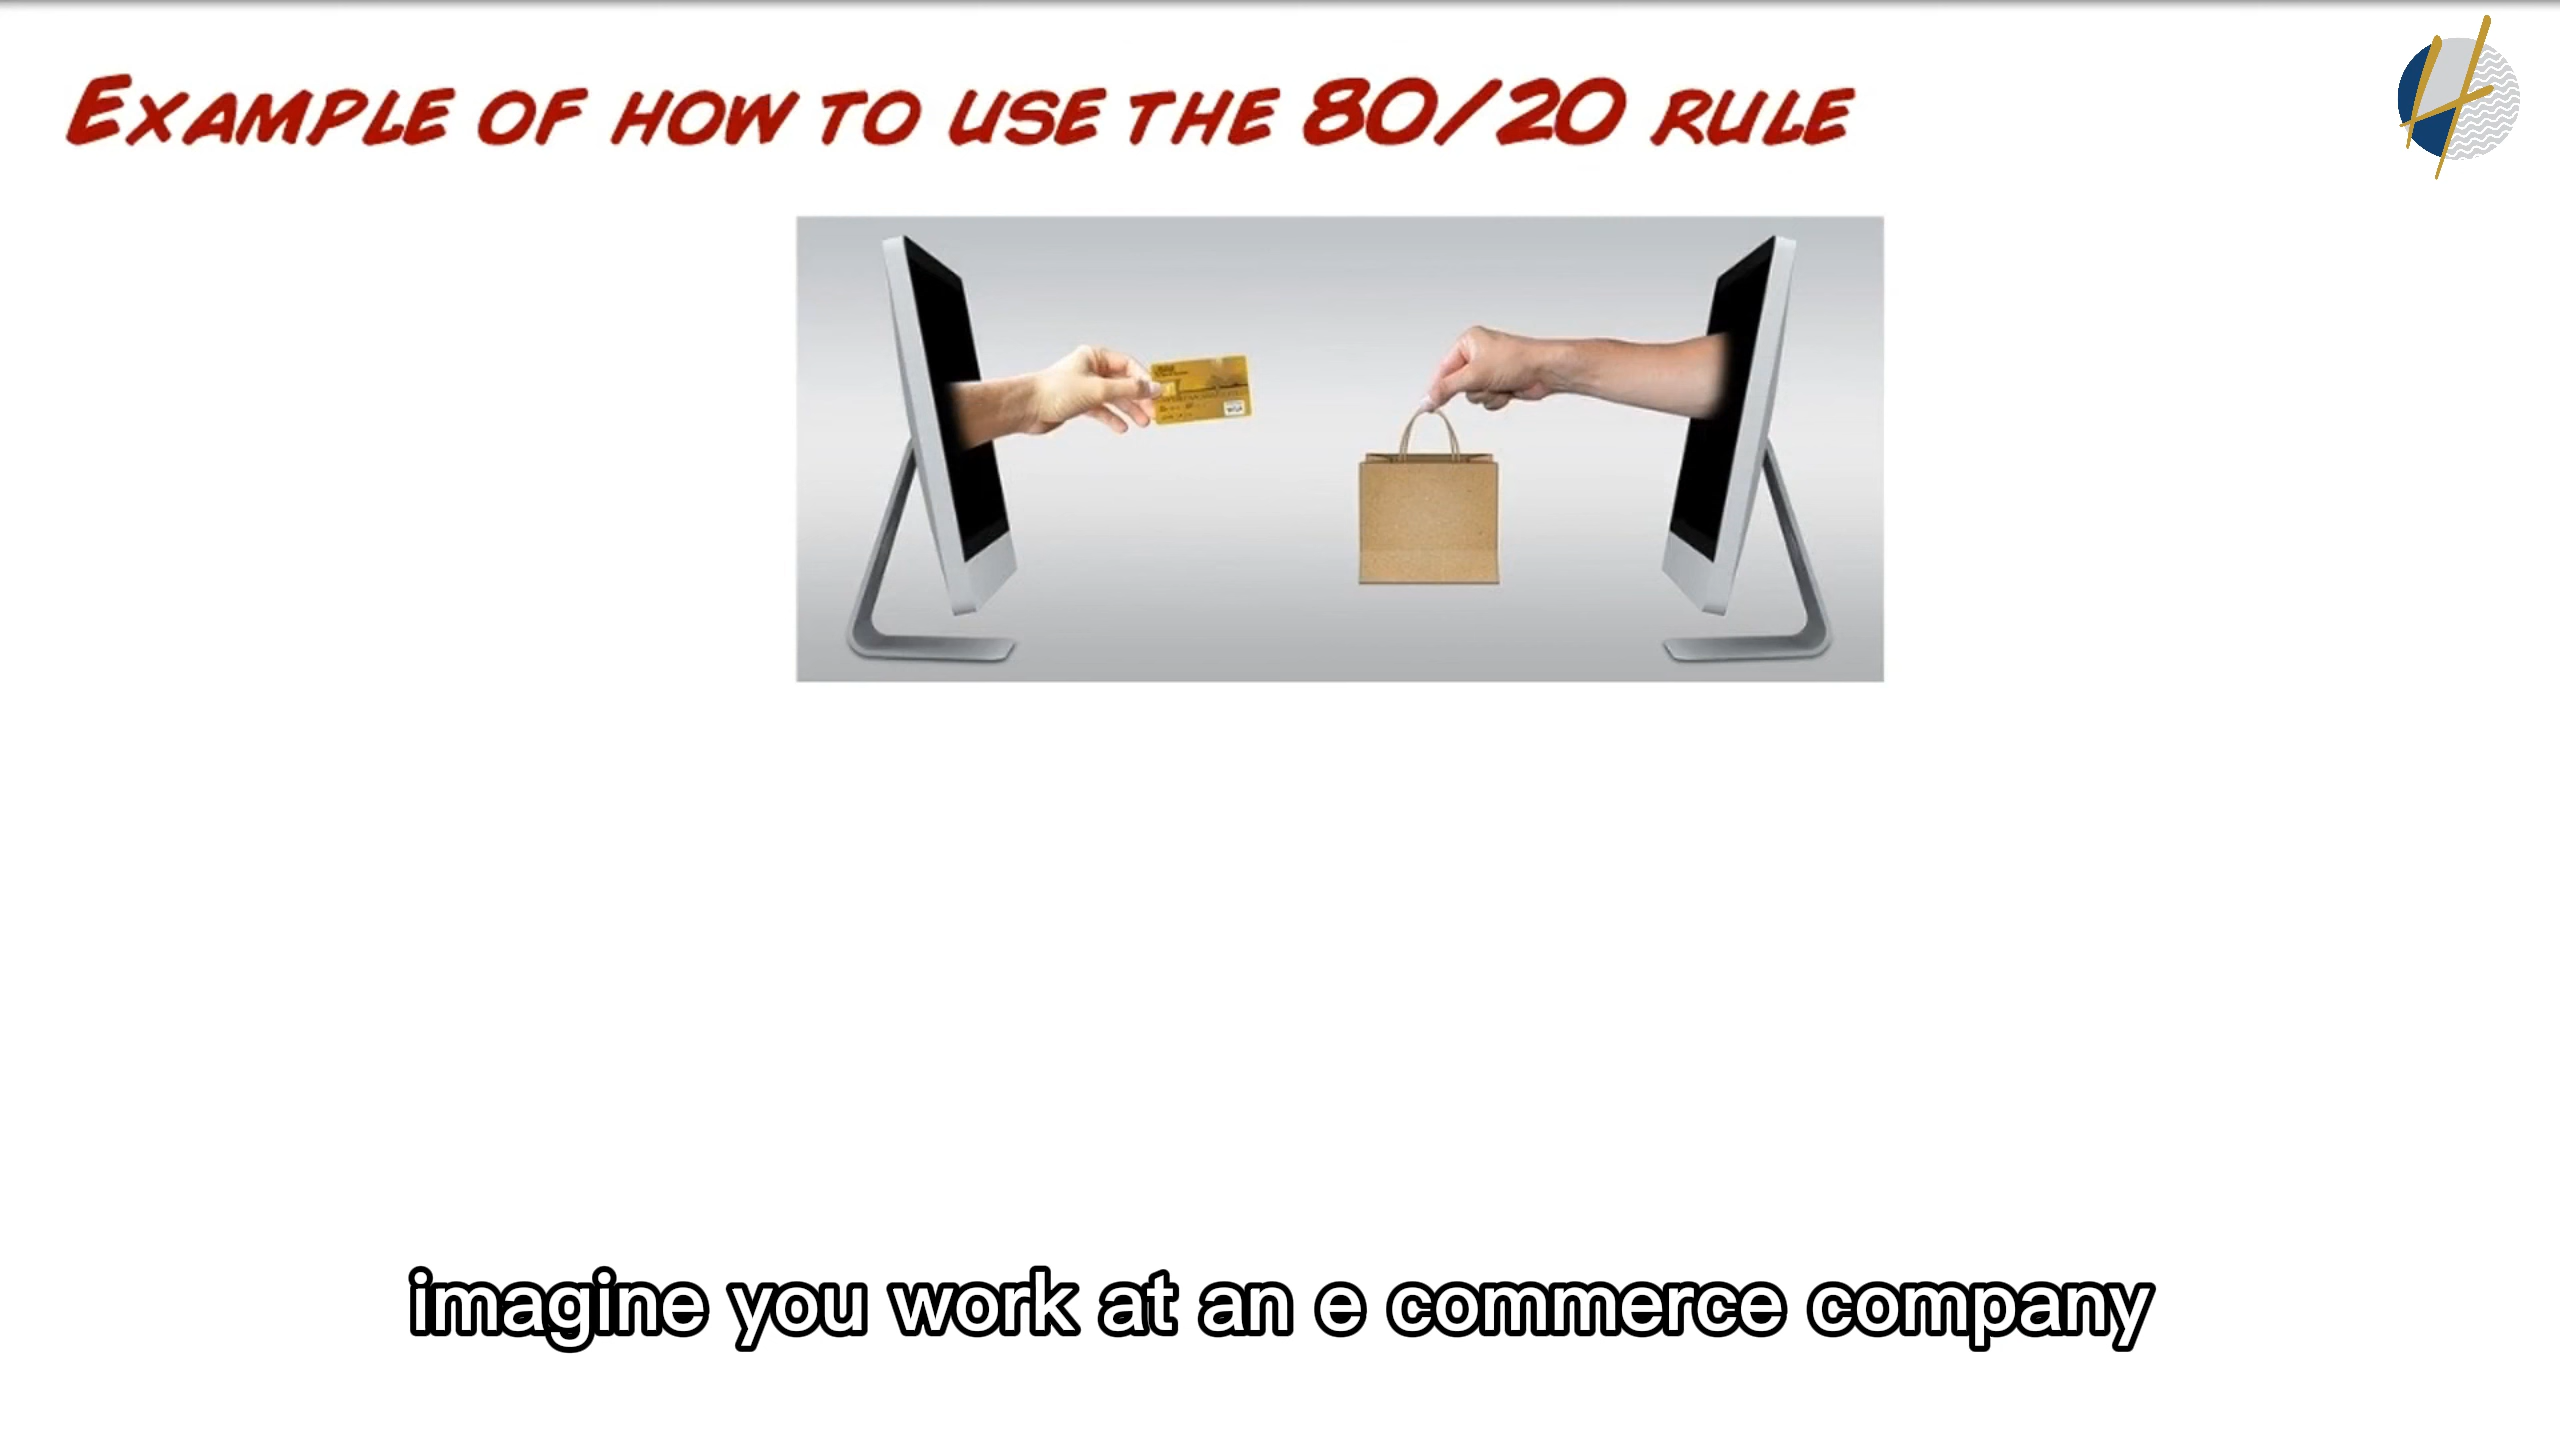 Example of how to use the 80/20 rule
imagine you work at an e commerce company